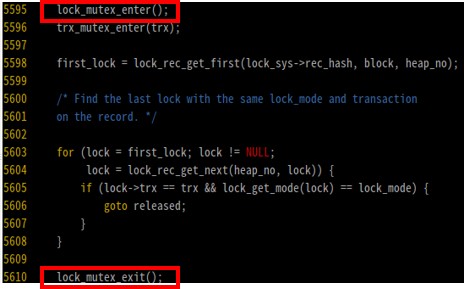 5595 lock_mutex_enter();
5596 trx_mutex_enter(trx);
5597
5598 first_lock = lock_rec_get_first(lock_sys->rec_hash, block, heap_no);
5599
5600 /* Find the last lock with the same lock_mode and transaction
5601 on the record. */
5602
5603 for (lock = first_lock; lock != NULL;
5604 lock = lock_rec_get_next(heap_no, lock)) {
5605 if (lock->trx == trx && lock_get_mode(lock) == lock_mode) {
5606 goto released;
5607 }
5608 }
5609
5610 lock_mutex_exit();